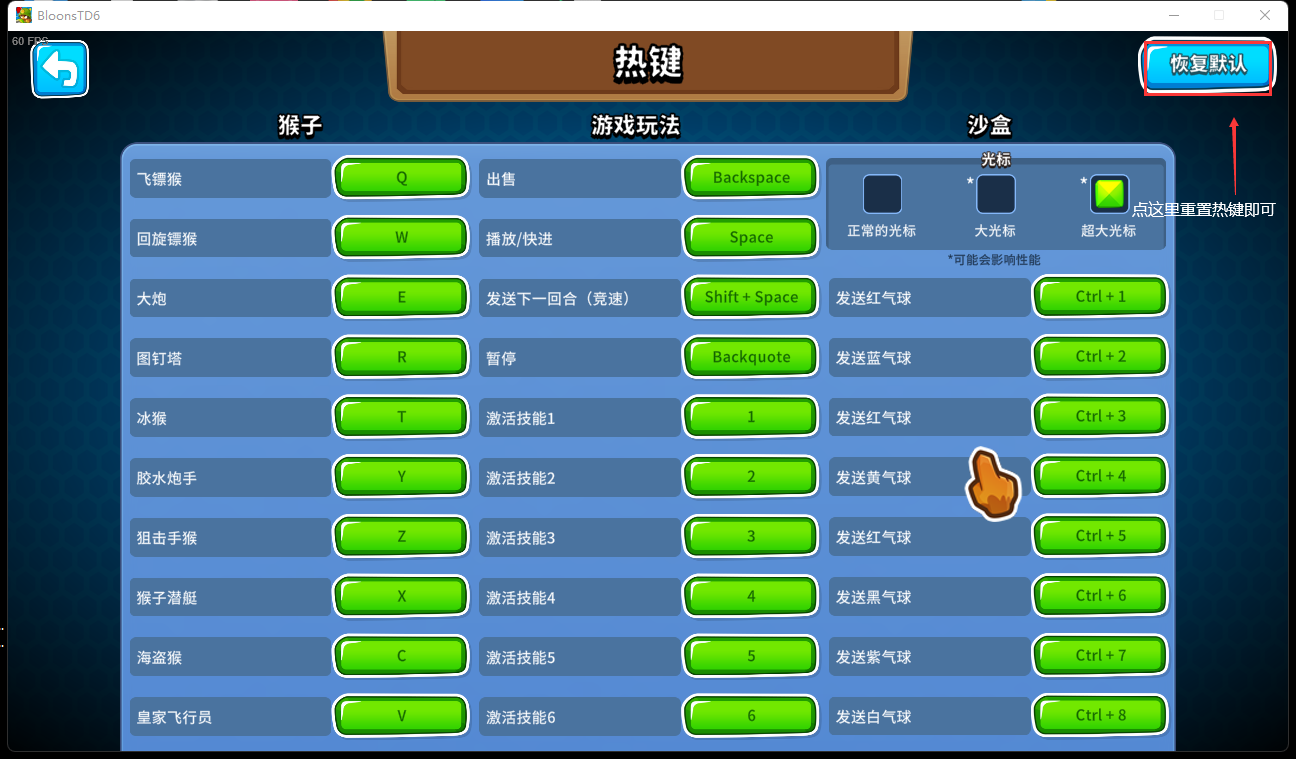 BloonsTD6
60 FPS
热键
恢复默认
猴子
游戏玩法
沙盒
飞镖猴
Q
出售
Backspace
光标
*
*
点这里重置热键即可
正常的光标
大光标
超大光标
回旋镖猴
W
播放/快进
Space
*可能会影响性能
大炮
E
发送下一回合（竞速）
Shift + Space
发送红气球
Ctrl + 1
图钉塔
R
暂停
Backquote
发送蓝气球
Ctrl + 2
冰猴
T
激活技能1
1
发送红气球
Ctrl + 3
胶水炮手
Y
激活技能2
2
发送黄气球
Ctrl + 4
狙击手猴
Z
激活技能3
3
发送红气球
Ctrl + 5
猴子潜艇
X
激活技能4
4
发送黑气球
Ctrl + 6
海盗猴
C
激活技能5
5
发送紫气球
Ctrl + 7
皇家飞行员
V
激活技能6
6
发送白气球
Ctrl + 8